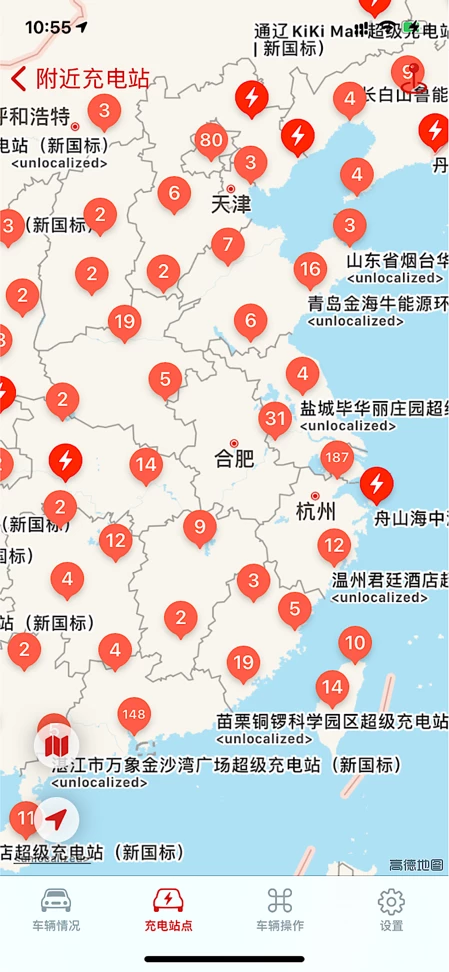 10:55
通辽 KiKi Ma
超级充电站
| 新国标)
附近充电站
9
长白山鲁能
呼和浩特
3
4
80
电站（新国标）
<unlocalized>
3
丹
6
4
天津
3
(新国标)
2
3
7
山东省烟台华
<unlocalized>
2
2
16
2
青岛金海牛能源环
<unlocalized>
19
6
5
4
2
盐城毕华丽庄园超级
<unlocalized>
31
合肥
187
14
2
杭州
舟山海中洲
(新国标)
9
12
12
国标)
温州君廷酒店超
<unlocalized>
4
3
站（新国标）
2
5
2
4
10
19
14
148
苗栗铜锣科学园区超级充电站
<unlocalized>
湛江市万象金沙湾广场超级充电站（新国标）
<unlocalized>
11
店超级充电站（新国标）
<unlocalized>
高德地图
车辆情况
充电站点
车辆操作
设置